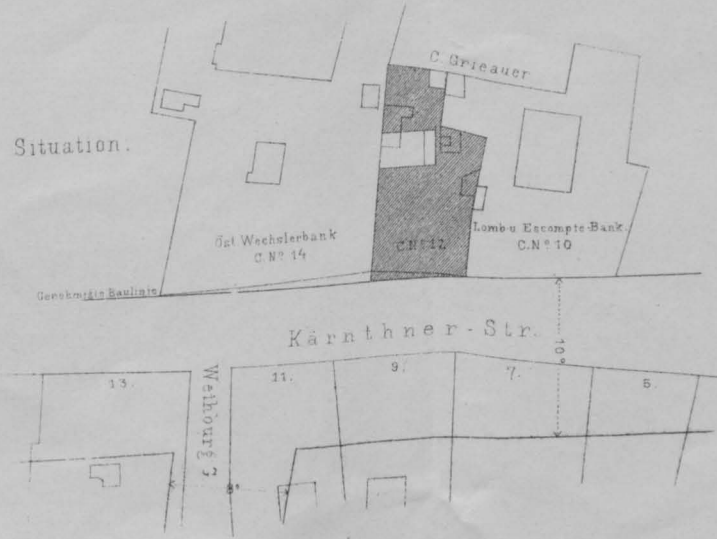 Situation.
C. Grieauer
öst Wechslerbank
C. Nº 14
C. Nº 12
Lomb-u Escompte-Bank.
C. Nº 10
Genehmigte Baulinie
Kärnthner-Str.
10°
13.
Weihburg G
11.
9.
7.
5.
8°